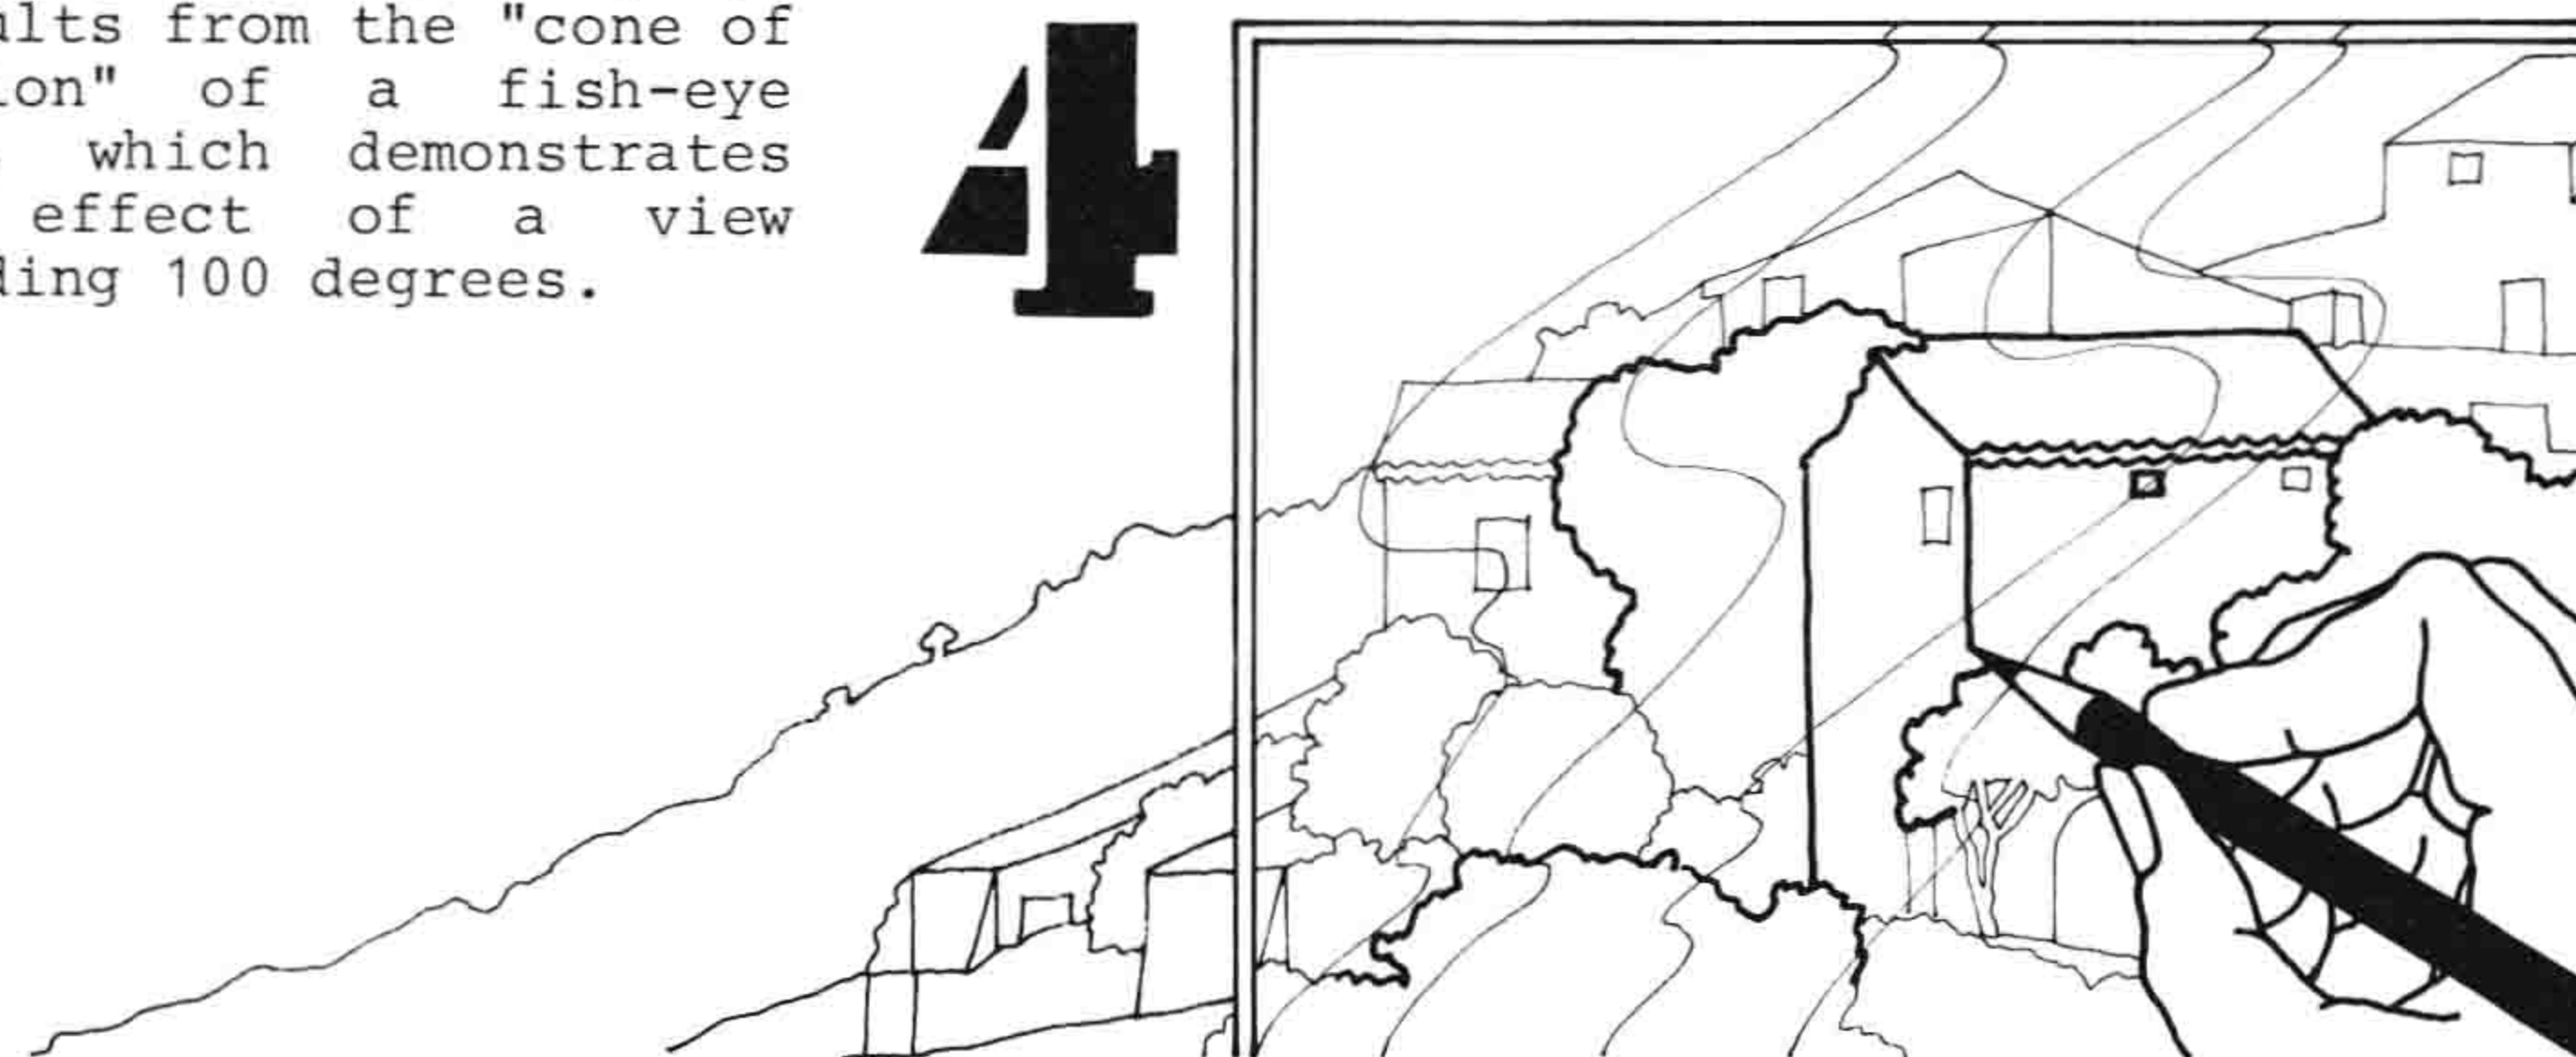 ults from the "cone of
ion" of a fish-eye
which demonstrates
effect of a view
ding 100 degrees.
4